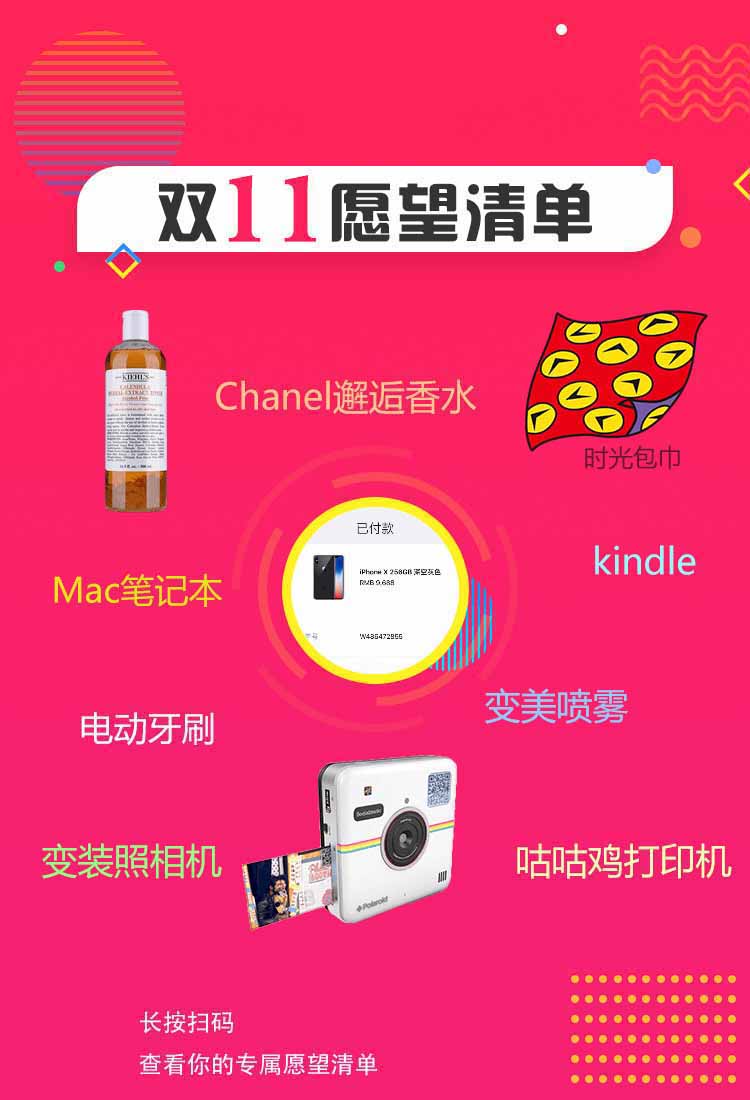 双11愿望清单
KIEHL'S
CALENDULA
HERBAL-EXTRACT TONER
Alcohol-Free
Chanel邂逅香水
时光包巾
已付款
iPhone X 256GB 深空灰色
RMB 9,688
W486472855
kindle
Mac笔记本
变美喷雾
电动牙刷
Socialmatic
Polaroid
变装照相机
咕咕鸡打印机
长按扫码
查看你的专属愿望清单